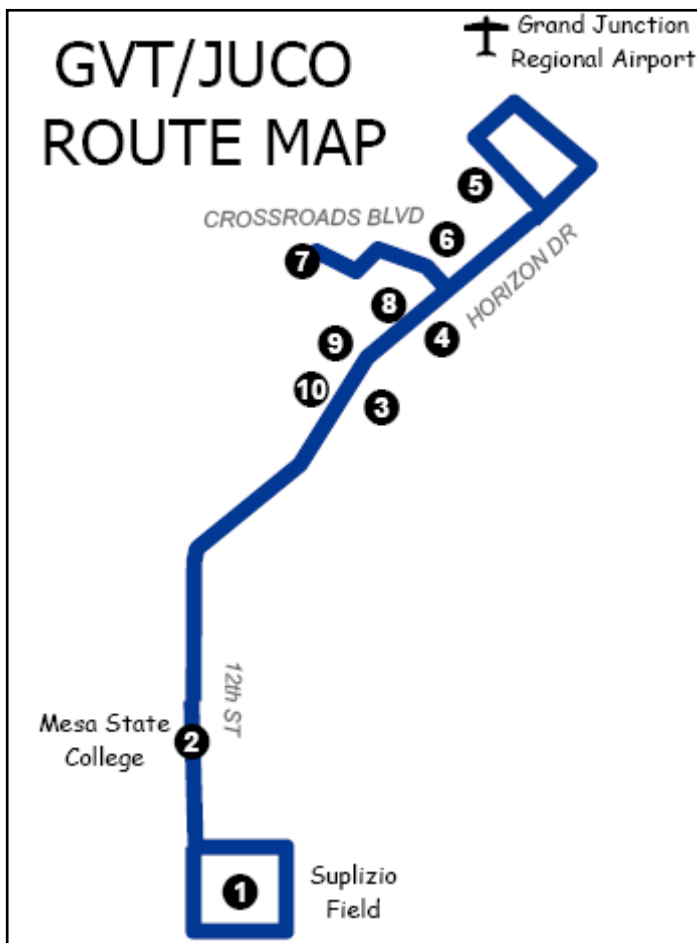 GVT/JUCO
ROUTE MAP
Grand Junction
Regional Airport
5
CROSSROADS BLVD
6
7
HORIZON DR
8
4
9
10
3
12th ST
Mesa State
College
2
1
Suplizio
Field